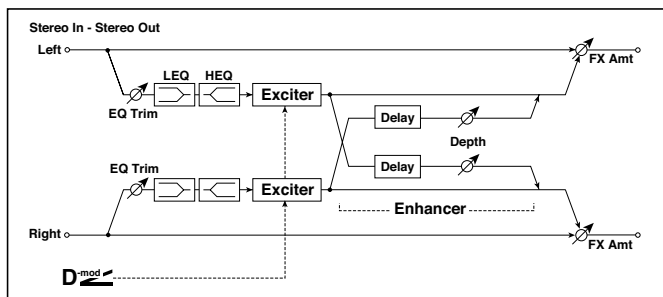 Stereo In - Stereo Out
Left
FX Amt
LEQ HEQ
EQ Trim
Exciter
Delay
Depth
Delay
EQ Trim
Exciter
Enhancer
Right
FX Amt
D-mod